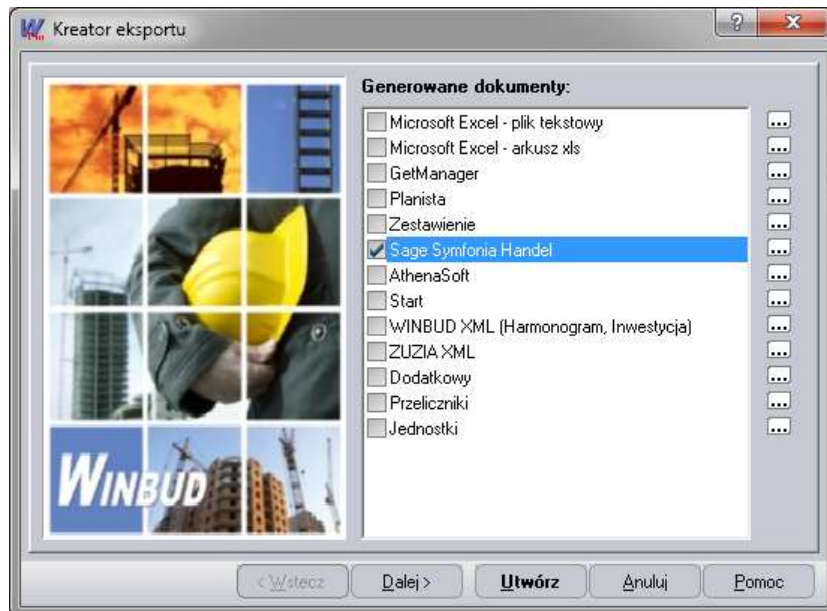 Kreator eksportu
Generowane dokumenty:
Microsoft Excel - plik tekstowy
Microsoft Excel - arkusz xls
GetManager
Planista
Zestawienie
Sage Symfonia Handel
AthenaSoft
Start
WINBUD XML (Harmonogram, Inwestycja)
ZUZIA XML
Dodatkowy
Przeliczniki
Jednostki
WINBUD
< Wstecz Dalej > Utwórz Anuluj Pomoc